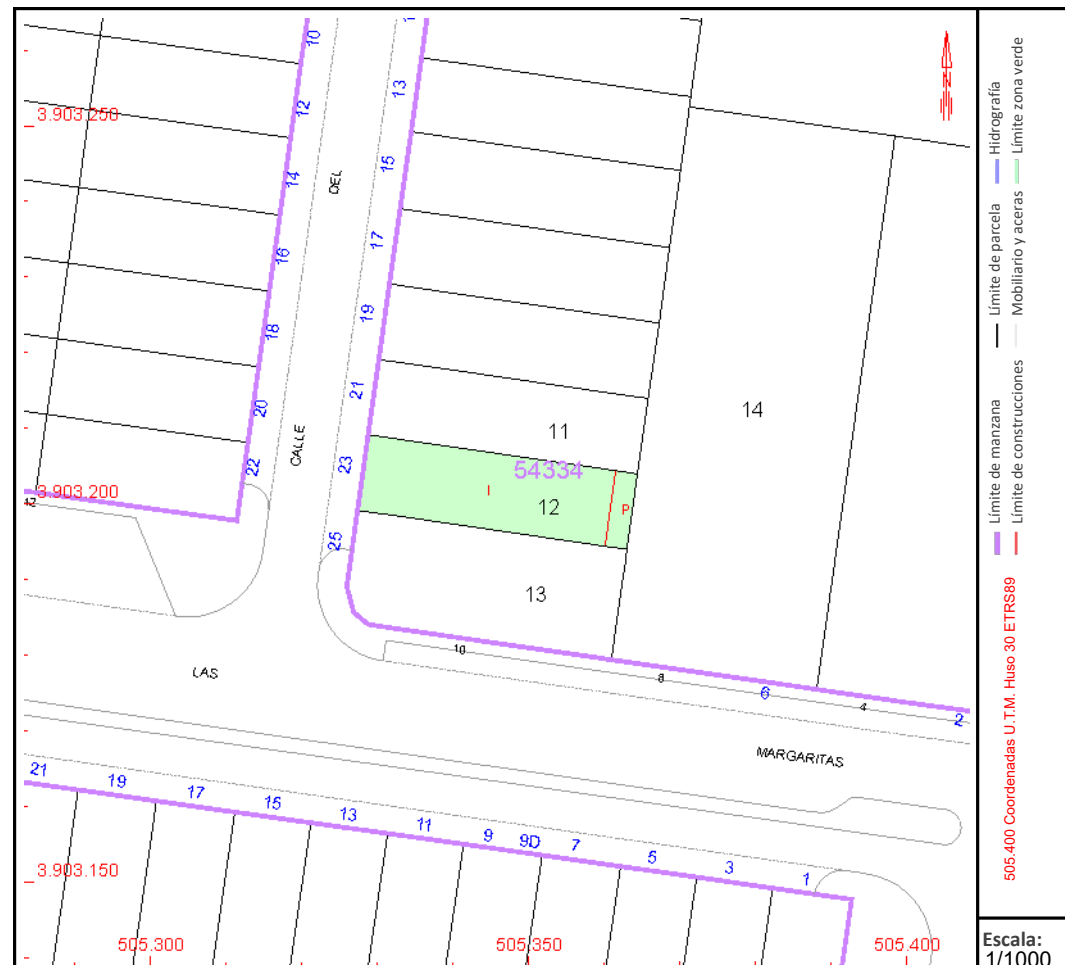 10
12
14
16
18
20
22
13
15
17
19
21
23
25
3.903.250
3.903.200
3.903.150
DEL
CALLE
11
54334
I
12
P
13
14
12
LAS
MARGARITAS
10
8
6
4
2
21
19
17
15
13
11
9
9D
7
5
3
1
505.300
505.350
505.400
N
Límite de manzana
Límite de parcela
Hidrografía
Límite de construcciones
Mobiliario y aceras
Límite zona verde
505.400 Coordenadas U.T.M. Huso 30 ETRS89
Escala:
1/1000